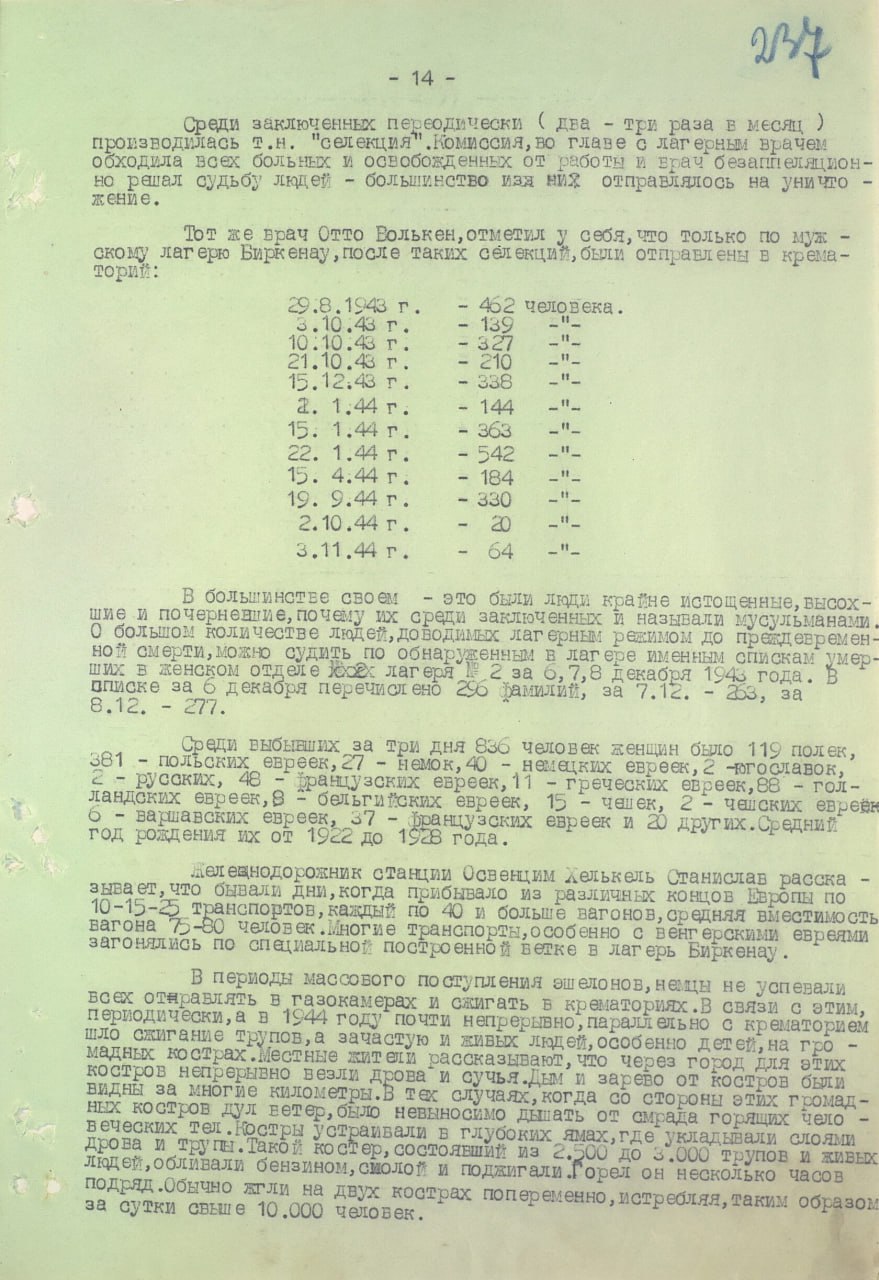 237
- 14 -
Среди заключенных переодически ( два - три раза в месяц )
производилась т.н. "селекция".Комиссия,во главе с лагерным врачем
обходила всех больных и освобожденных от работы и врач безаппеляцион-
но решал судьбу людей - большинство из них отправлялось на уничто -
жение.
Тот же врач Отто Волькен,отметил у себя,что только по муж -
скому лагерю Биркенау,после таких селекций,были отправлены в крема-
торий:
29.8.1943 г. - 462 человека.
3.10.43 г. - 139 -"-
10.10.43 г. - 327 -"-
21.10.43 г. - 210 -"-
15.12.43 г. - 338 -"-
2. 1.44 г. - 144 -"-
15. 1.44 г. - 363 -"-
22. 1.44 г. - 542 -"-
15. 4.44 г. - 184 -"-
19. 9.44 г. - 330 -"-
2.10.44 г. - 20 -"-
3.11.44 г. - 64 -"-
В большинстве своем - это были люди крайне истощенные,высох-
шие и почерневшие,почему их среди заключенных и называли мусульманами.
О большом количестве людей,доводимых лагерным режимом до преждевремен-
ной смерти,можно судить по обнаруженным в лагере именным спискам умер-
ших в женском отделе лагеря № 2 за 6,7,8 декабря 1943 года. В
списке за 6 декабря перечислено 296 фамилий, за 7.12. - 263, за
8.12. - 277.
Среди выбывших за три дня 836 человек женщин было 119 полек,
381 - польских евреек,27 - немок,40 - немецких евреек,2 -югославок,
2 - русских, 48 - французских евреек,11 - греческих евреек,88 - гол-
ландских евреек,8 - бельгийских евреек, 15 - чешек, 2 - чешских евреек
6 - варшавских евреек, 37 - французских евреек и 20 других.Средний
год рождения их от 1922 до 1928 года.
Железнодорожник станции Освенцим Хелькель Станислав расска -
зывает,что бывали дни,когда прибывало из различных концов Европы по
10-15-25 транспортов,каждый по 40 и больше вагонов,средняя вместимость
вагона 75-80 человек.Многие транспорты,особенно с венгерскими евреями
загонялись по специальной построенной ветке в лагерь Биркенау.
В периоды массового поступления эшелонов,немцы не успевали
всех отправлять в газокамерах и сжигать в крематориях.В связи с этим,
периодически,а в 1944 году почти непрерывно,параллельно с крематорием
шло сжигание трупов,а зачастую и живых людей,особенно детей,на гро -
мадных кострах.Местные жители рассказывают,что через город для этих
костров непрерывно везли дрова и сучья.Дым и зарево от костров были
видны за многие километры.В тех случаях,когда со стороны этих громад-
ных костров дул ветер,было невыносимо дышать от смрада горящих чело -
веческих тел.Костры устраивали в глубоких ямах,где укладывали слоями
дрова и трупы.Такой костер,состоявший из 2.500 до 3.000 трупов и живых
людей,обливали бензином,смолой и поджигали.Горел он несколько часов
подряд.Обычно жгли на двух кострах попеременно,истребляя,таким образом
за сутки свыше 10.000 человек.